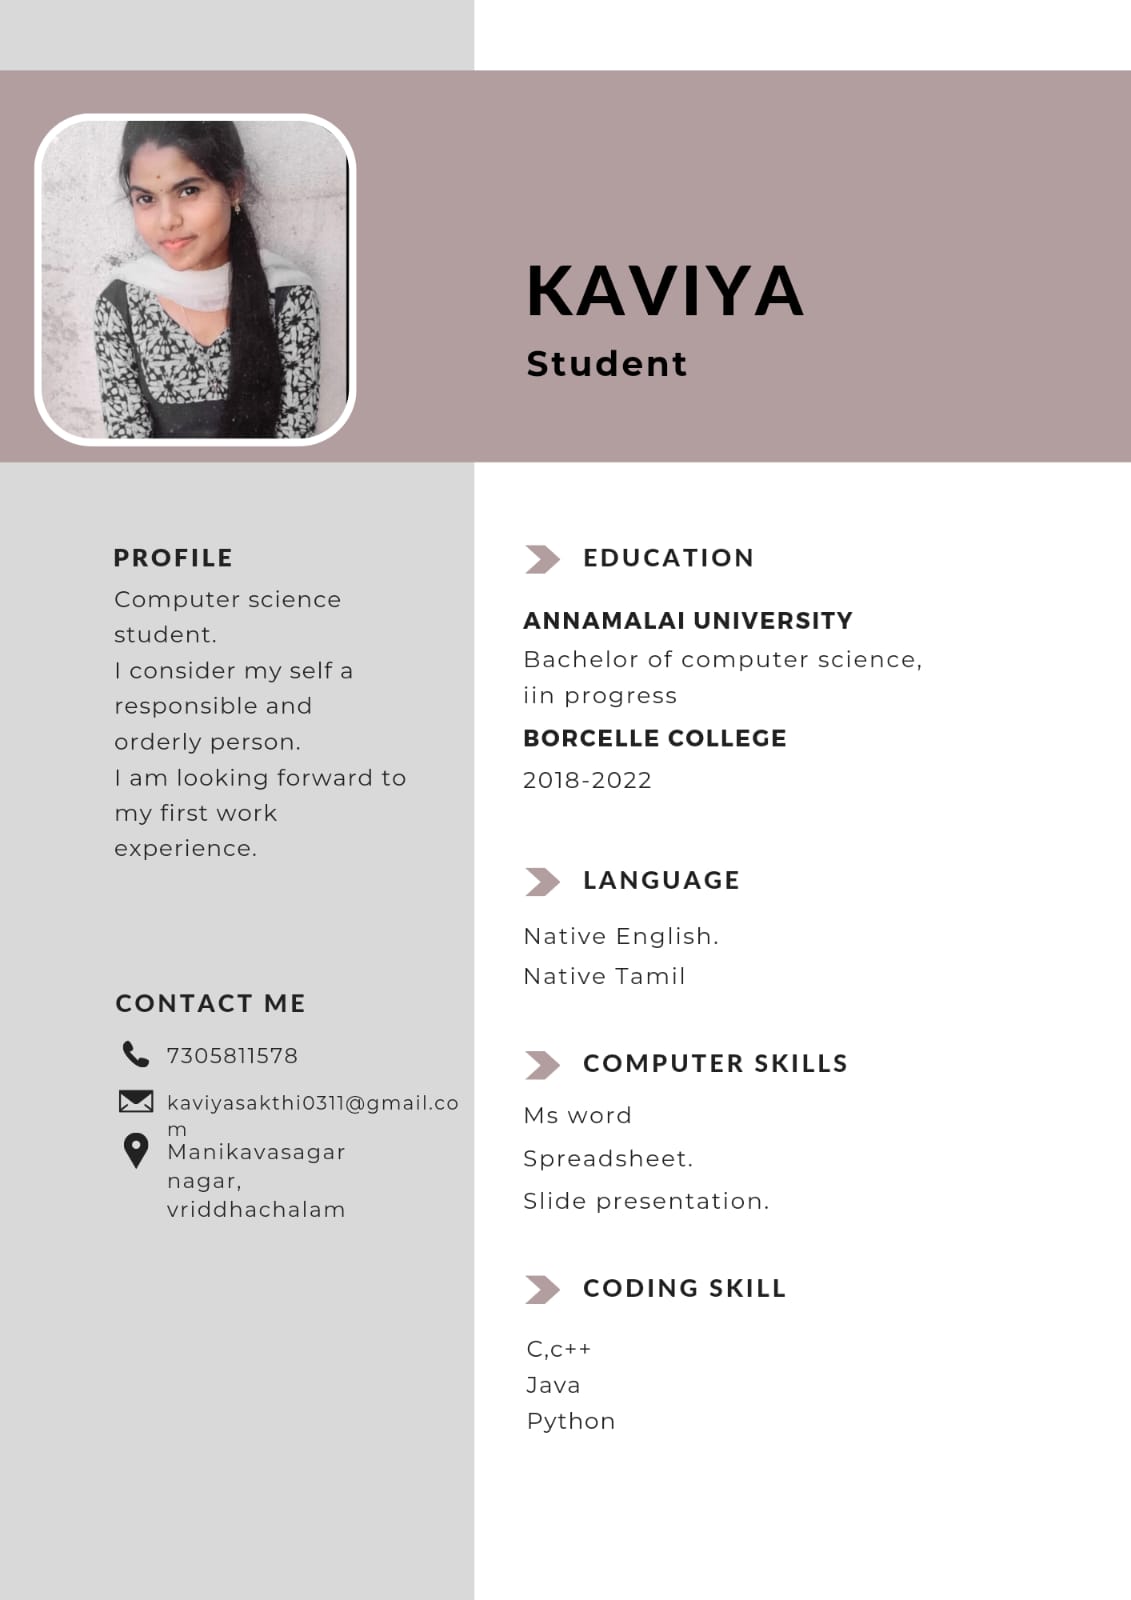 KAVIYA
Student
PROFILE
Computer science
student.
I consider my self a
responsible and
orderly person.
I am looking forward to
my first work
experience.
CONTACT ME
7305811578
kaviyasakthi0311@gmail.co
m
Manikavasagar
nagar,
vriddhachalam
EDUCATION
ANNAMALAI UNIVERSITY
Bachelor of computer science,
iin progress
BORCELLE COLLEGE
2018-2022
LANGUAGE
Native English.
Native Tamil
COMPUTER SKILLS
Ms word
Spreadsheet.
Slide presentation.
CODING SKILL
C,c++
Java
Python